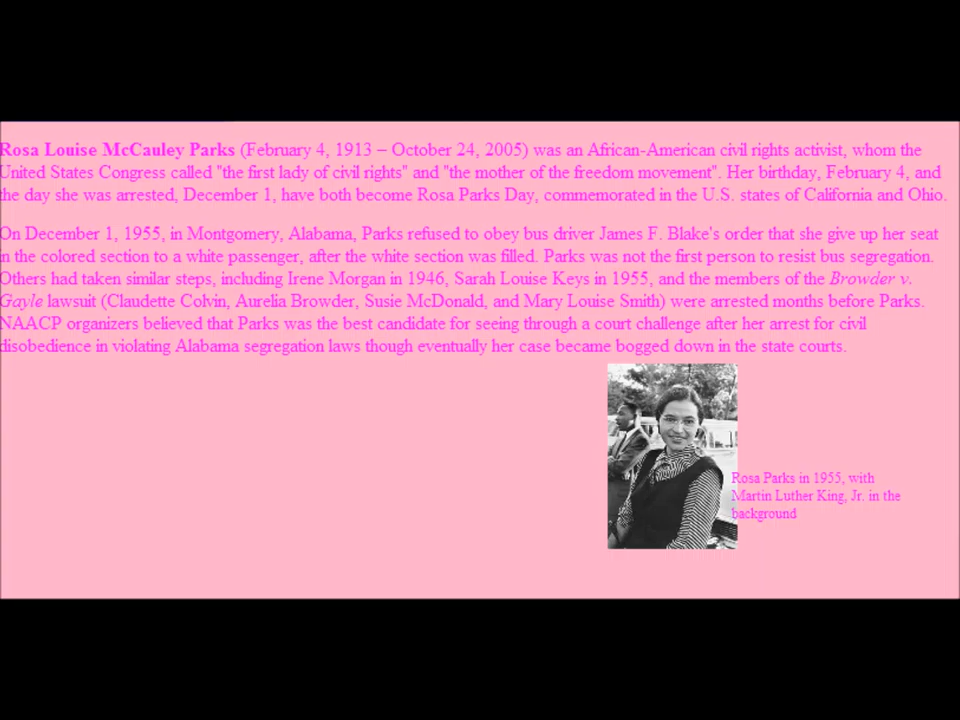 Rosa Louise McCauley Parks (February 4, 1913 – October 24, 2005) was an African-American civil rights activist, whom the
United States Congress called "the first lady of civil rights" and "the mother of the freedom movement". Her birthday, February 4, and
the day she was arrested, December 1, have both become Rosa Parks Day, commemorated in the U.S. states of California and Ohio.
On December 1, 1955, in Montgomery, Alabama, Parks refused to obey bus driver James F. Blake's order that she give up her seat
in the colored section to a white passenger, after the white section was filled. Parks was not the first person to resist bus segregation.
Others had taken similar steps, including Irene Morgan in 1946, Sarah Louise Keys in 1955, and the members of the Browder v.
Gayle lawsuit (Claudette Colvin, Aurelia Browder, Susie McDonald, and Mary Louise Smith) were arrested months before Parks.
NAACP organizers believed that Parks was the best candidate for seeing through a court challenge after her arrest for civil
disobedience in violating Alabama segregation laws though eventually her case became bogged down in the state courts.
Rosa Parks in 1955, with
Martin Luther King, Jr. in the
background